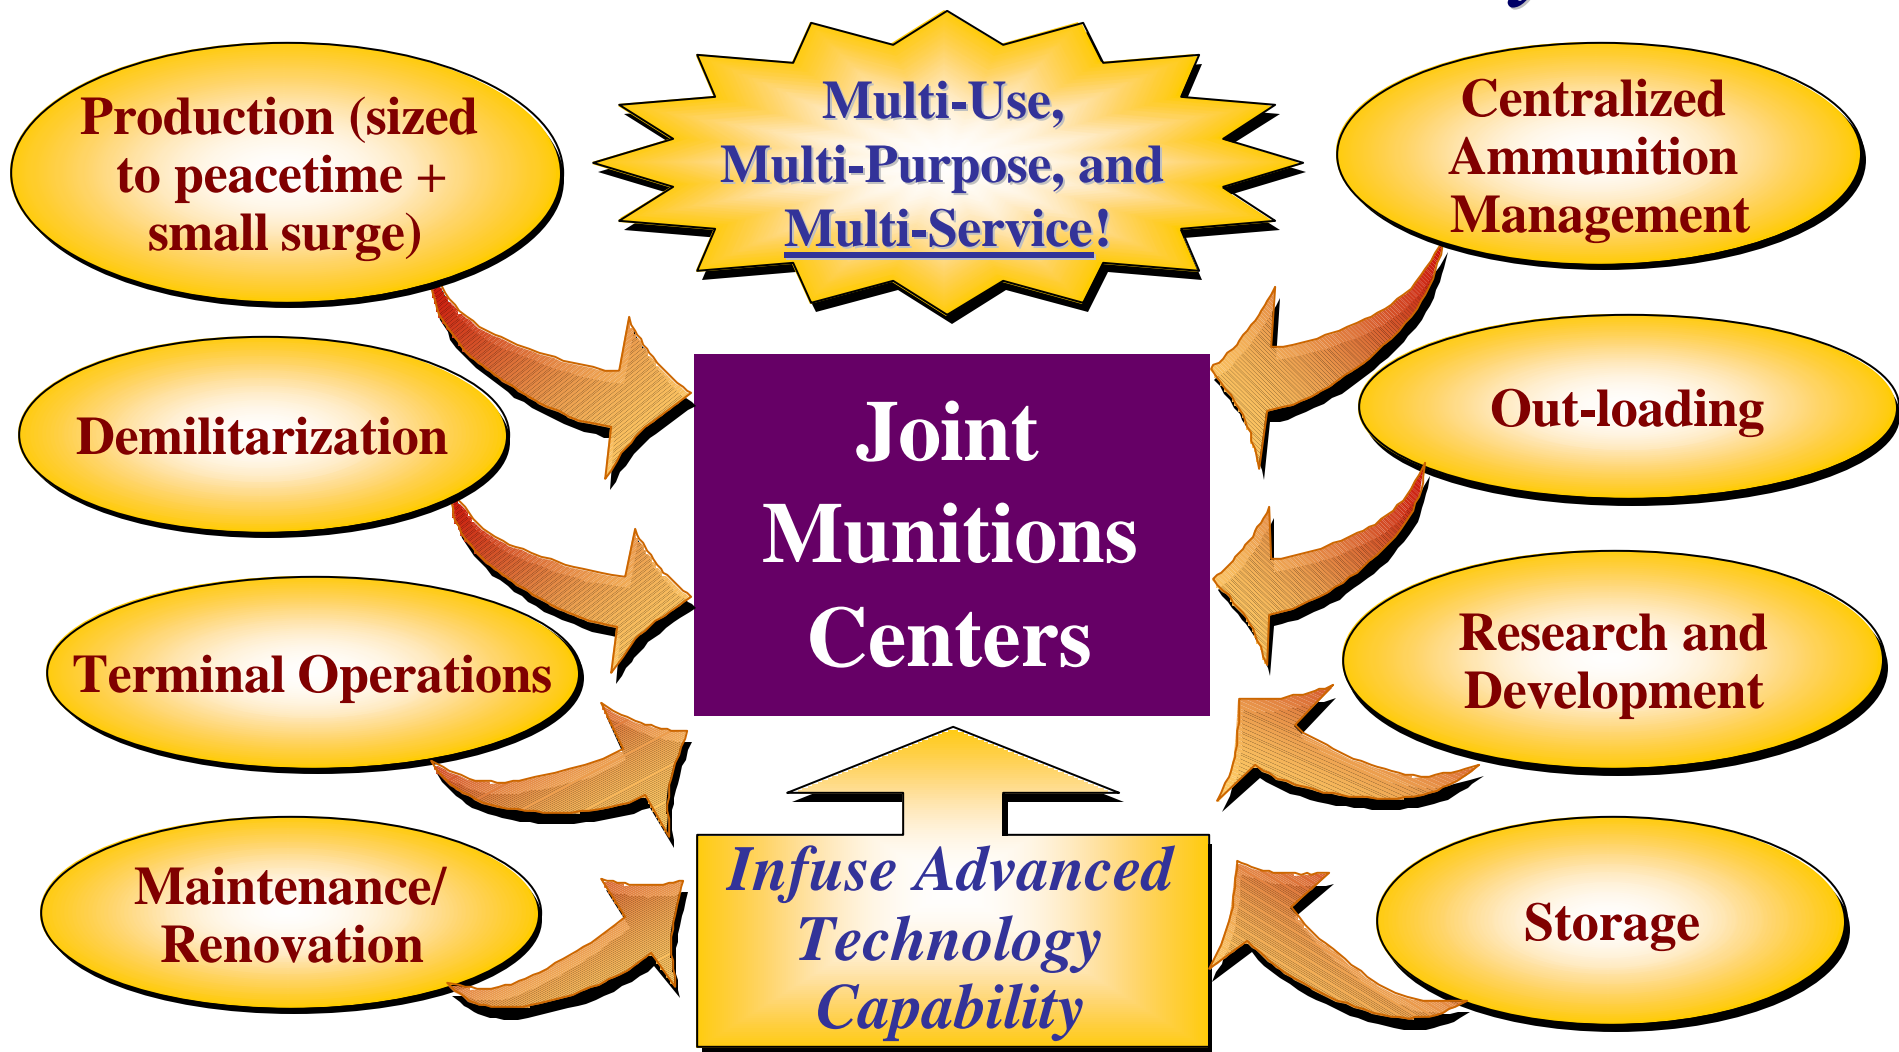 Production (sized
to peacetime +
small surge)
Multi-Use,
Multi-Purpose, and
Multi-Service!
Centralized
Ammunition
Management
Demilitarization
Out-loading
Joint
Munitions
Centers
Terminal Operations
Research and
Development
Maintenance/
Renovation
Infuse Advanced
Technology
Capability
Storage